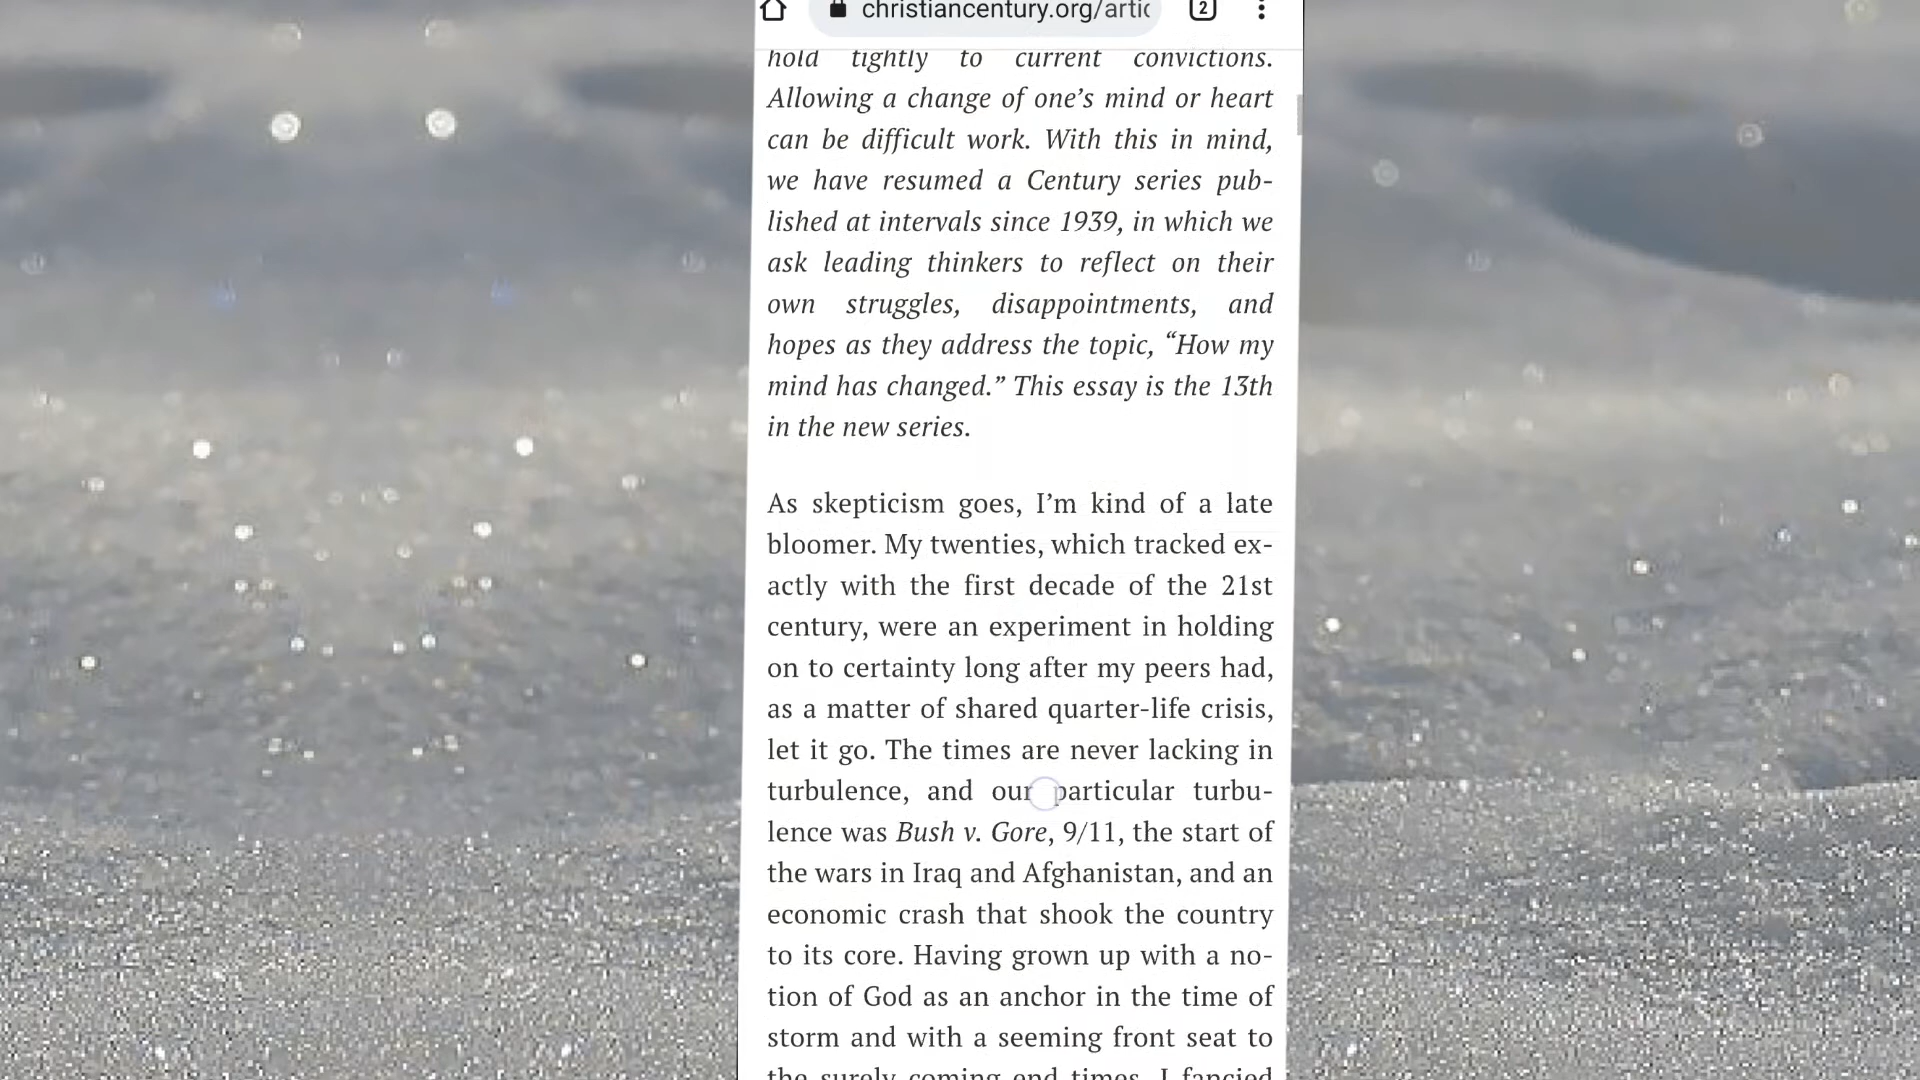 christiancentury.org/artic
2
hold tightly to current convictions.
Allowing a change of one’s mind or heart
can be difficult work. With this in mind,
we have resumed a Century series pub-
lished at intervals since 1939, in which we
ask leading thinkers to reflect on their
own struggles, disappointments, and
hopes as they address the topic, “How my
mind has changed.” This essay is the 13th
in the new series.
As skepticism goes, I’m kind of a late
bloomer. My twenties, which tracked ex-
actly with the first decade of the 21st
century, were an experiment in holding
on to certainty long after my peers had,
as a matter of shared quarter-life crisis,
let it go. The times are never lacking in
turbulence, and our particular turbu-
lence was Bush v. Gore, 9/11, the start of
the wars in Iraq and Afghanistan, and an
economic crash that shook the country
to its core. Having grown up with a no-
tion of God as an anchor in the time of
storm and with a seeming front seat to
the surely coming end times, I fancied